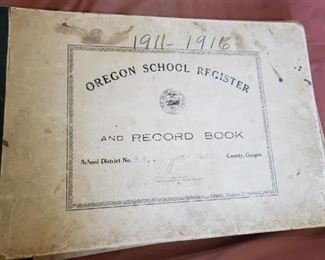 1911-1916
OREGON SCHOOL REGISTER
AND RECORD BOOK
School District No. County, Oregon